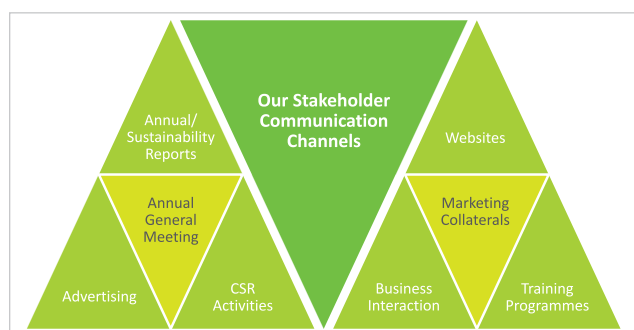 Our Stakeholder
Communication
Channels
Annual/
Sustainability
Reports
Websites
Annual
General
Meeting
Marketing
Collaterals
Advertising
CSR
Activities
Business
Interaction
Training
Programmes